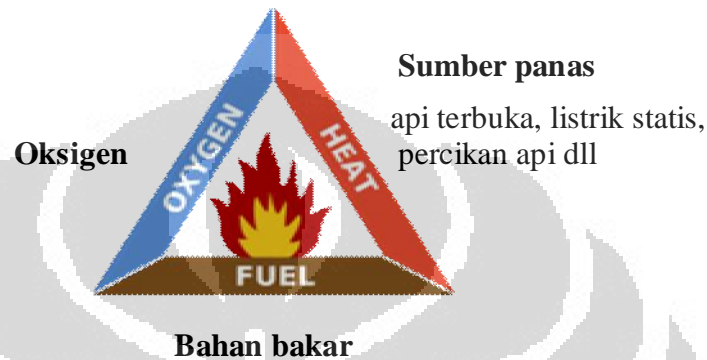 Sumber panas
api terbuka, listrik statis,
percikan api dll
Oksigen
OXYGEN
HEAT
FUEL
Bahan bakar